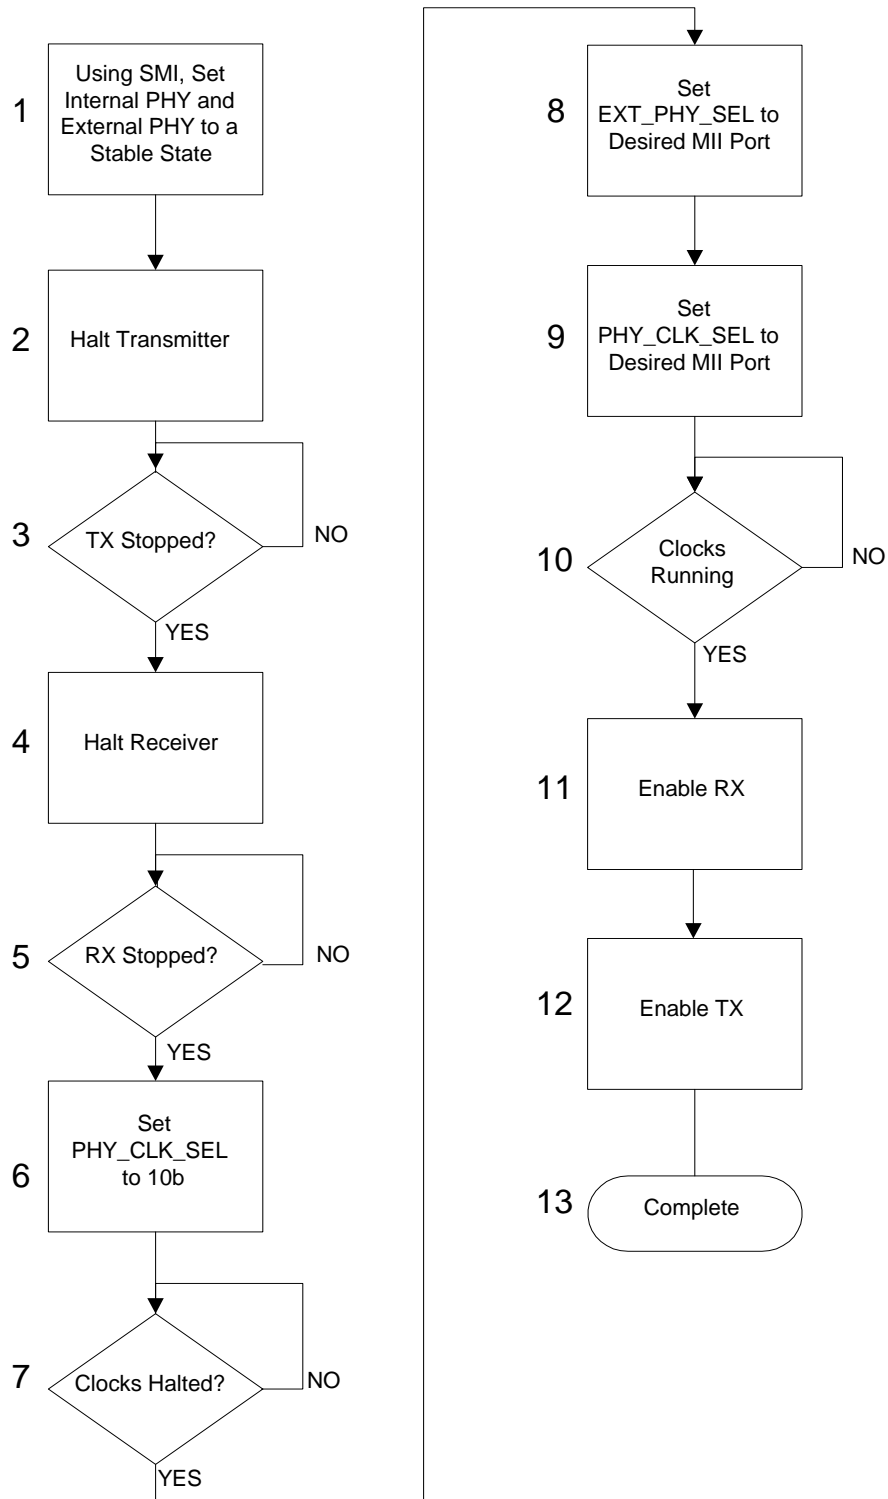 1
Using SMI, Set
Internal PHY and
External PHY to a
Stable State
2
Halt Transmitter
3
TX Stopped?
NO
YES
4
Halt Receiver
5
RX Stopped?
NO
YES
6
Set
PHY_CLK_SEL
to 10b
7
Clocks Halted?
NO
YES
8
Set
EXT_PHY_SEL to
Desired MII Port
9
Set
PHY_CLK_SEL to
Desired MII Port
10
Clocks
Running
NO
YES
11
Enable RX
12
Enable TX
13
Complete